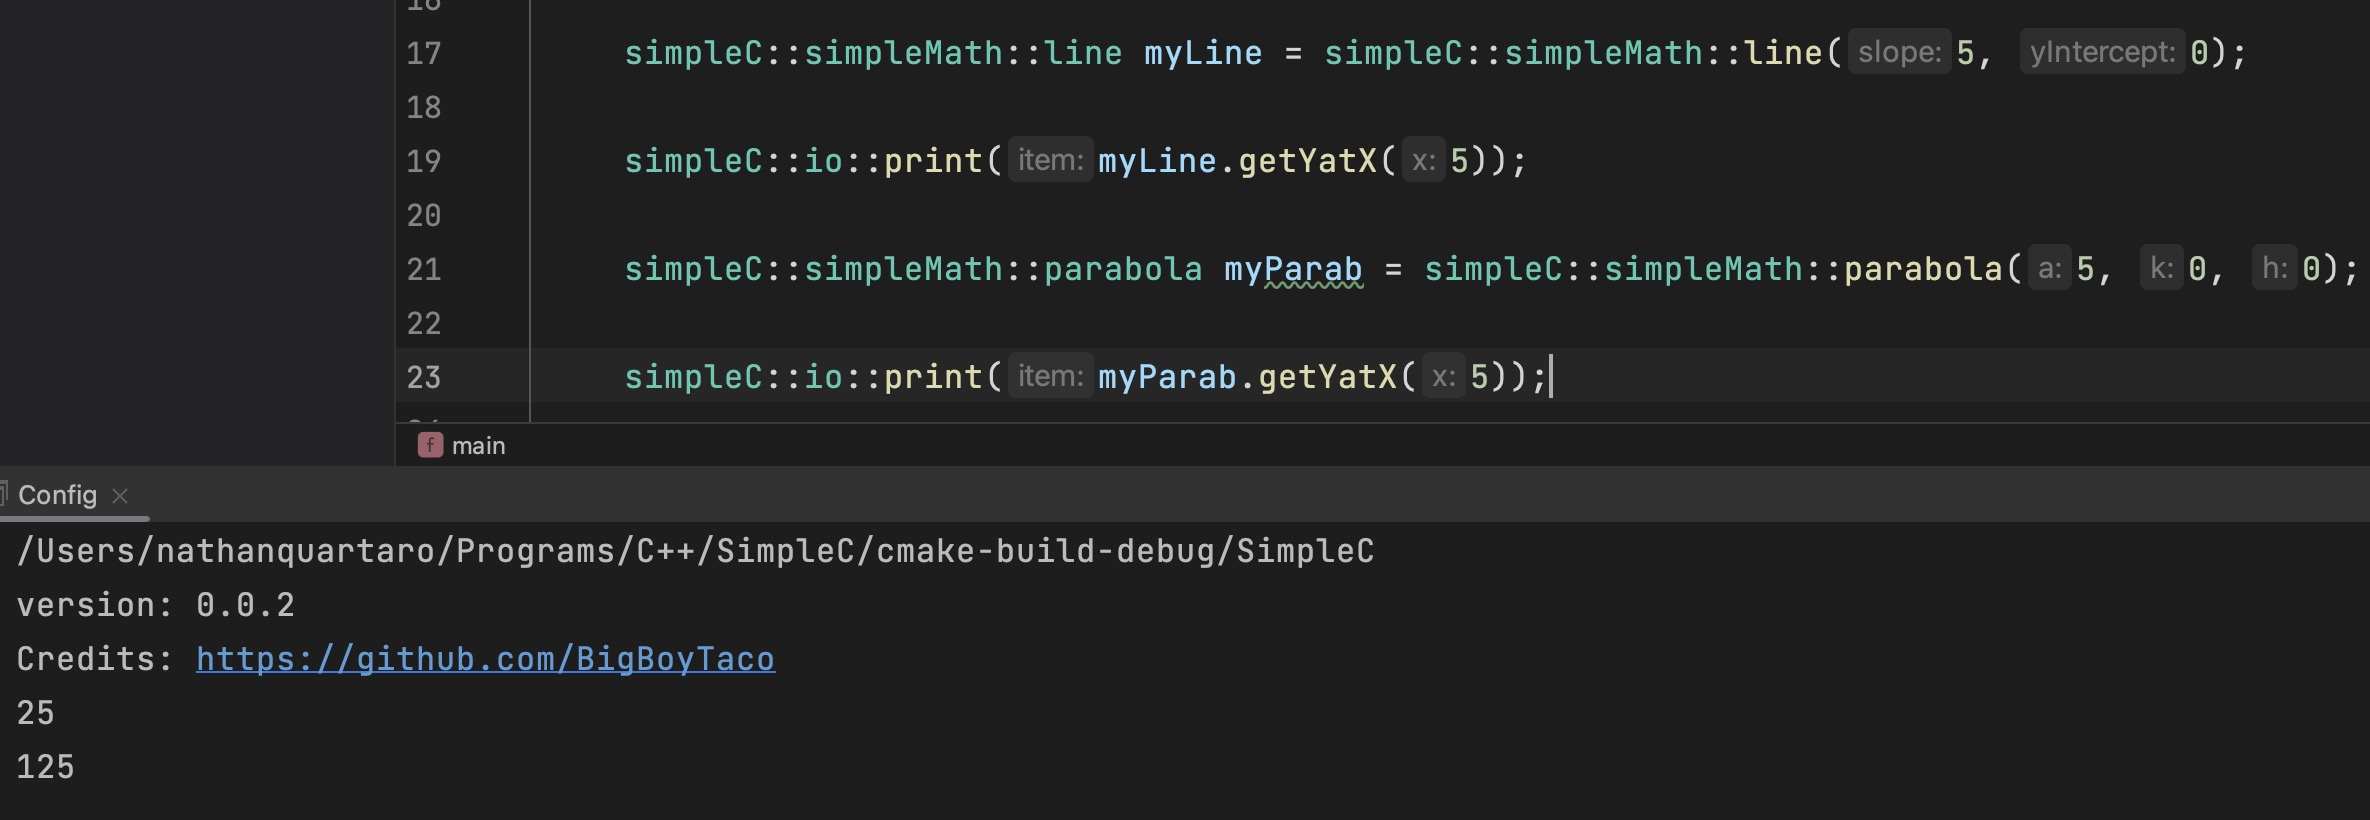 16
17 simpleC::simpleMath::line myLine = simpleC::simpleMath::line( slope: 5, yIntercept: 0);
18
19 simpleC::io::print( item: myLine.getYatX( x: 5));
20
21 simpleC::simpleMath::parabola myParab = simpleC::simpleMath::parabola( a: 5, k: 0, h: 0);
22
23 simpleC::io::print( item: myParab.getYatX( x: 5));
f main
Config ×
/Users/nathanquartaro/Programs/C++/SimpleC/cmake-build-debug/SimpleC
version: 0.0.2
Credits: https://github.com/BigBoyTaco
25
125